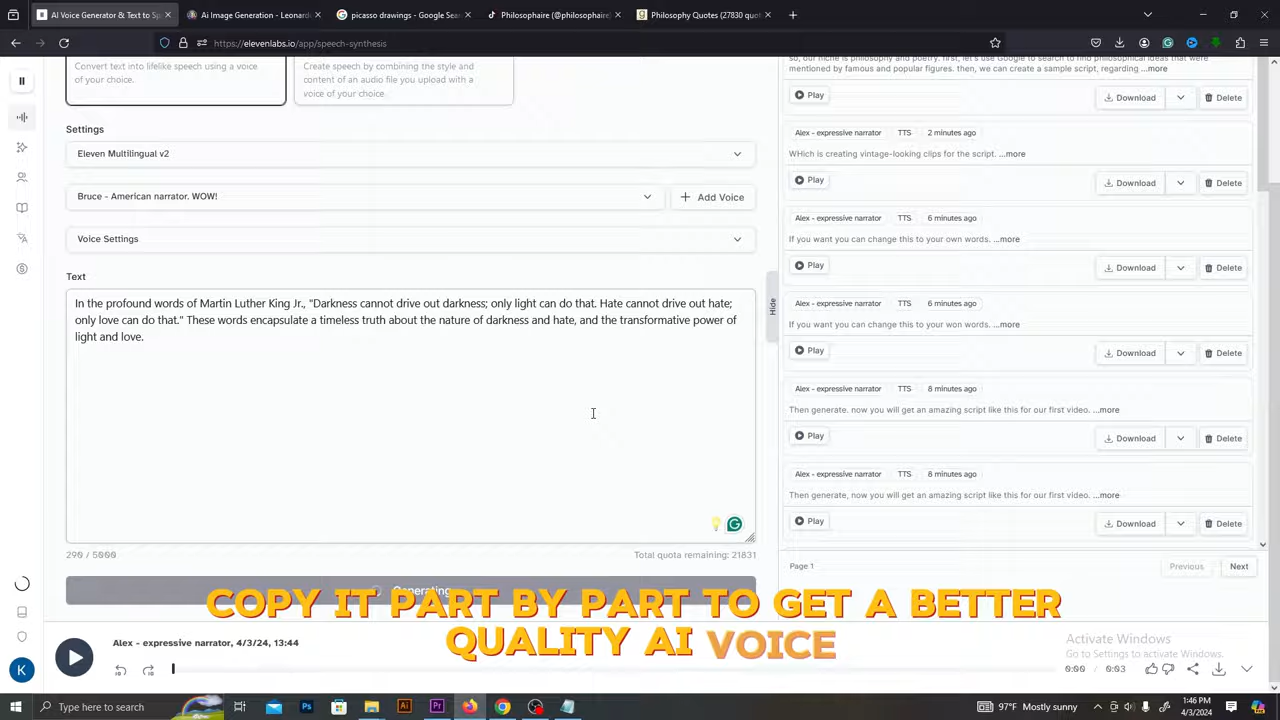 AI Voice Generator & Text to Sp
AI Image Generator - Leonard
picasso drawings - Google Sear
Philosophaire (@philosophaire)
Philosophy Quotes (27830 quot
https://elevenlabs.io/app/speech-synthesis
Convert text into lifelike speech using a voice
of your choice.
Create speech by combining the style and
content of an audio file you upload with a
voice of your choice.
Settings
Eleven Multilingual v2
Bruce - American narrator. WOW!
Add Voice
Voice Settings
Text
In the profound words of Martin Luther King Jr., "Darkness cannot drive out darkness; only light can do that. Hate cannot drive out hate;
only love can do that." These words encapsulate a timeless truth about the nature of darkness and hate, and the transformative power of
light and love.
290 / 5000
Total quota remaining: 21831
Hide
so, our niche is philosophy and poetry. first, let's use Google to search to find philosophical ideas that were
mentioned by famous and popular figures. then, we can create a sample script, regarding ...more
Play Download Delete
Alex - expressive narrator TTS 2 minutes ago
WHich is creating vintage-looking clips for the script. ...more
Play Download Delete
Alex - expressive narrator TTS 6 minutes ago
If you want you can change this to your own words. ...more
Play Download Delete
Alex - expressive narrator TTS 6 minutes ago
If you want you can change this to your won words. ...more
Play Download Delete
Alex - expressive narrator TTS 8 minutes ago
Then generate. now you will get an amazing script like this for our first video. ...more
Play Download Delete
Alex - expressive narrator TTS 8 minutes ago
Then generate, now you will get an amazing script like this for our first video. ...more
Play Download Delete
Page 1 Previous Next
COPY IT PART BY PART TO GET A BETTER
QUALITY AI VOICE
Alex - expressive narrator, 4/3/24, 13:44
0:00 / 0:03
Activate Windows
Go to Settings to activate Windows.
K
Type here to search
97°F Mostly sunny
1:46 PM
4/3/2024